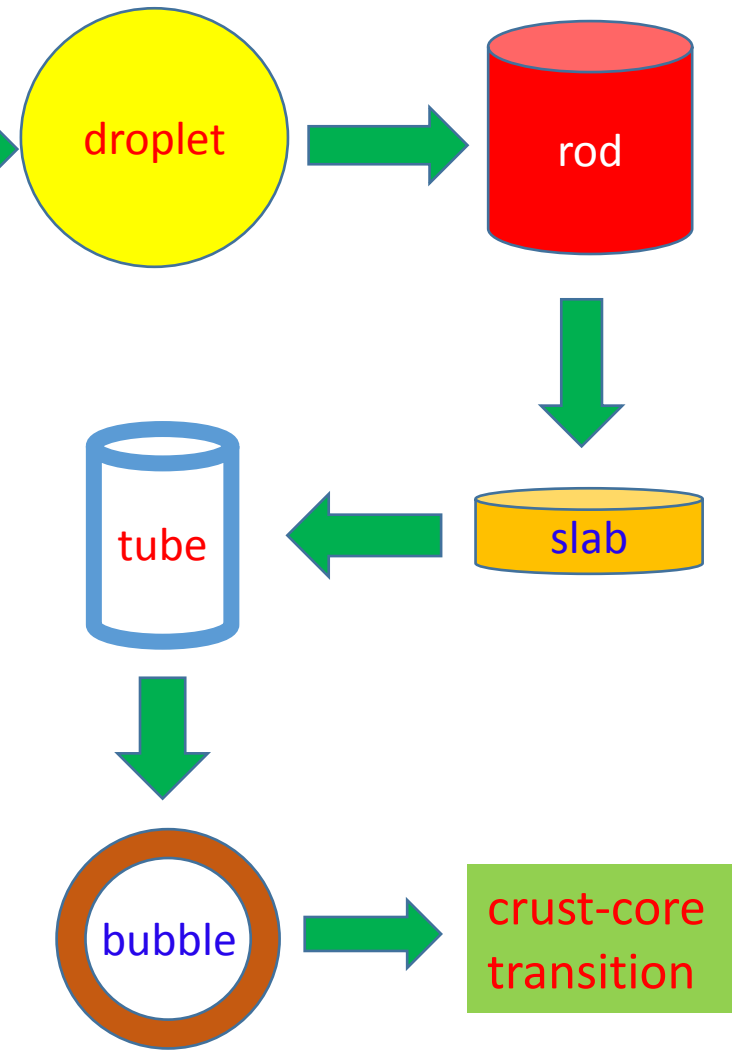 droplet
rod
slab
tube
bubble
crust-core
transition